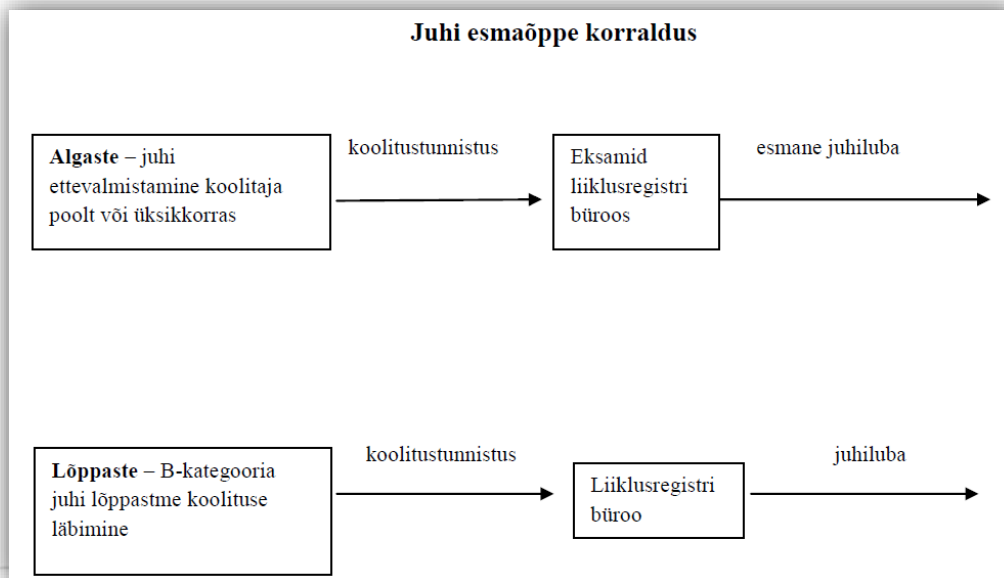 Juhi esmaõppe korraldus
Algaste – juhi
ettevalmistamine koolitaja
poolt või üksikkorras
koolitustunnistus
Eksamid
liiklusregistri
büroos
esmane juhiluba
Lõppaste – B-kategooria
juhi lõppastme koolituse
läbimine
koolitustunnistus
Liiklusregistri
büroo
juhiluba